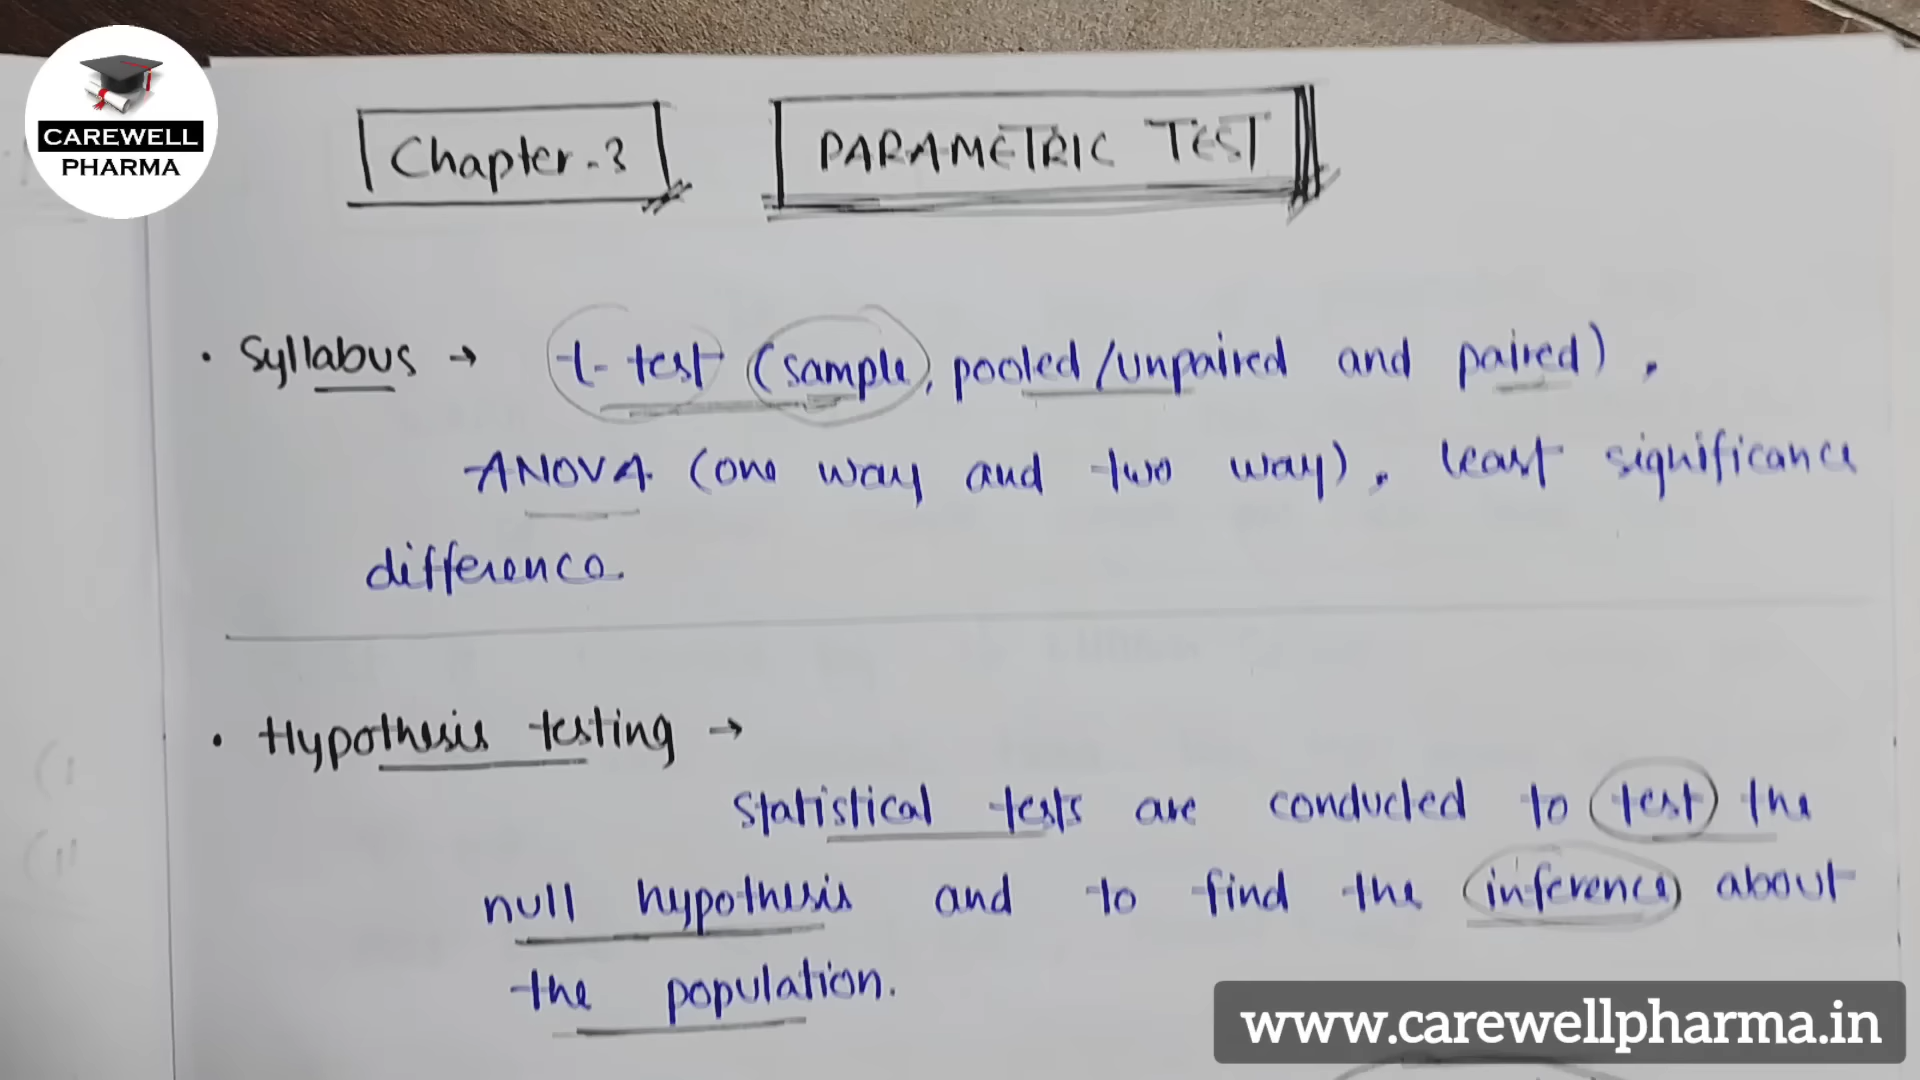 CAREWELL
PHARMA
Chapter-3
PARAMETRIC TEST
• Syllabus → t-test (sample, pooled/unpaired and paired),
ANOVA (one way and two way), least significance
difference.
• Hypothesis testing →
Statistical tests are conducted to test the
null hypothesis and to find the inference about
the population.
www.carewellpharma.in